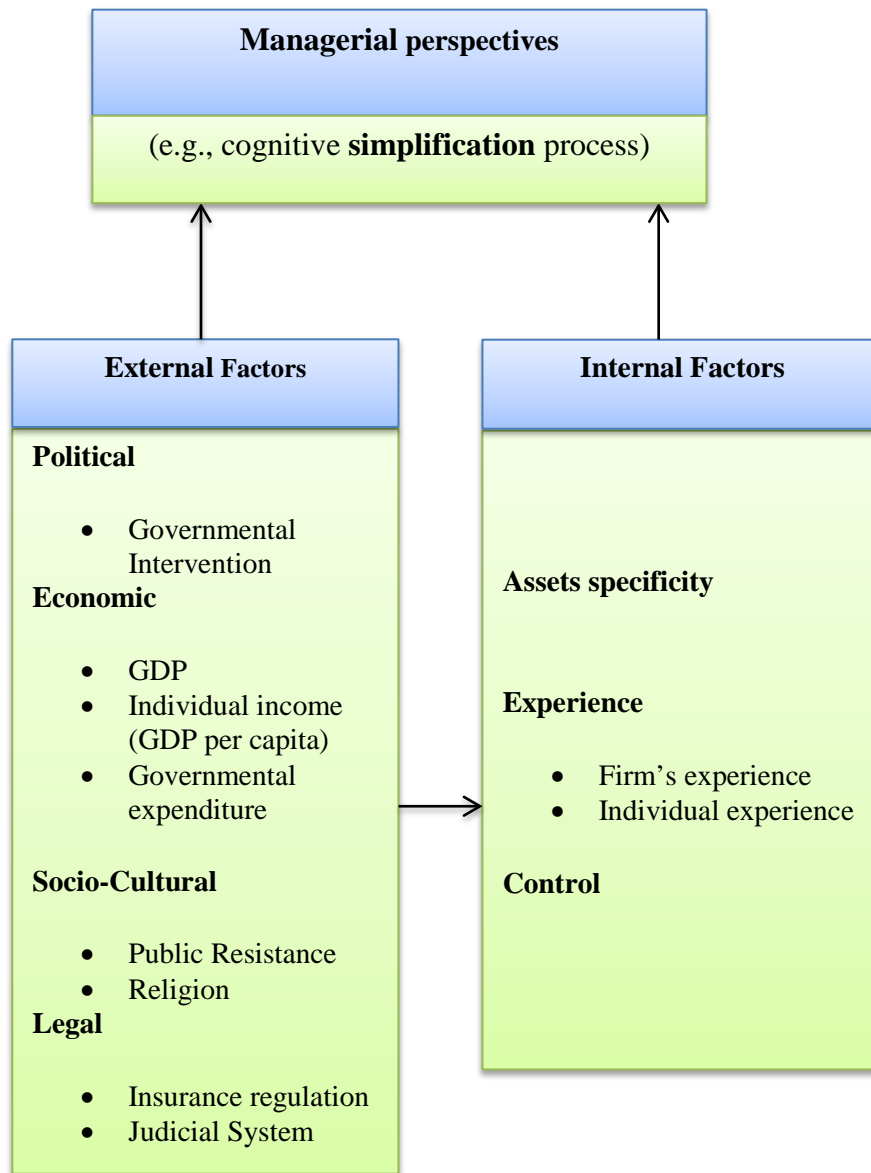 Managerial perspectives
(e.g., cognitive simplification process)
External Factors
Political
• Governmental
Intervention
Economic
• GDP
• Individual income
(GDP per capita)
• Governmental
expenditure
Socio-Cultural
• Public Resistance
• Religion
Legal
• Insurance regulation
• Judicial System
Internal Factors
Assets specificity
Experience
• Firm’s experience
• Individual experience
Control